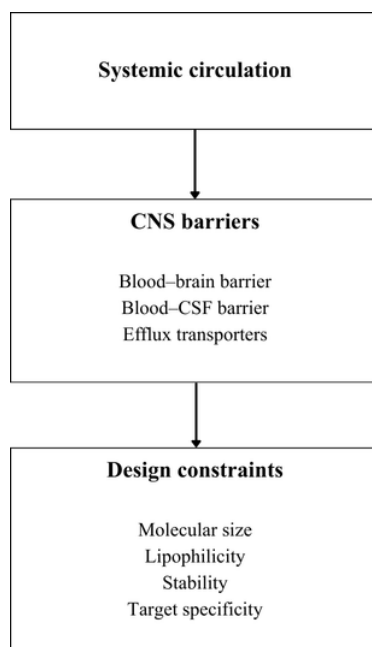 Systemic circulation
CNS barriers
Blood–brain barrier
Blood–CSF barrier
Efflux transporters
Design constraints
Molecular size
Lipophilicity
Stability
Target specificity